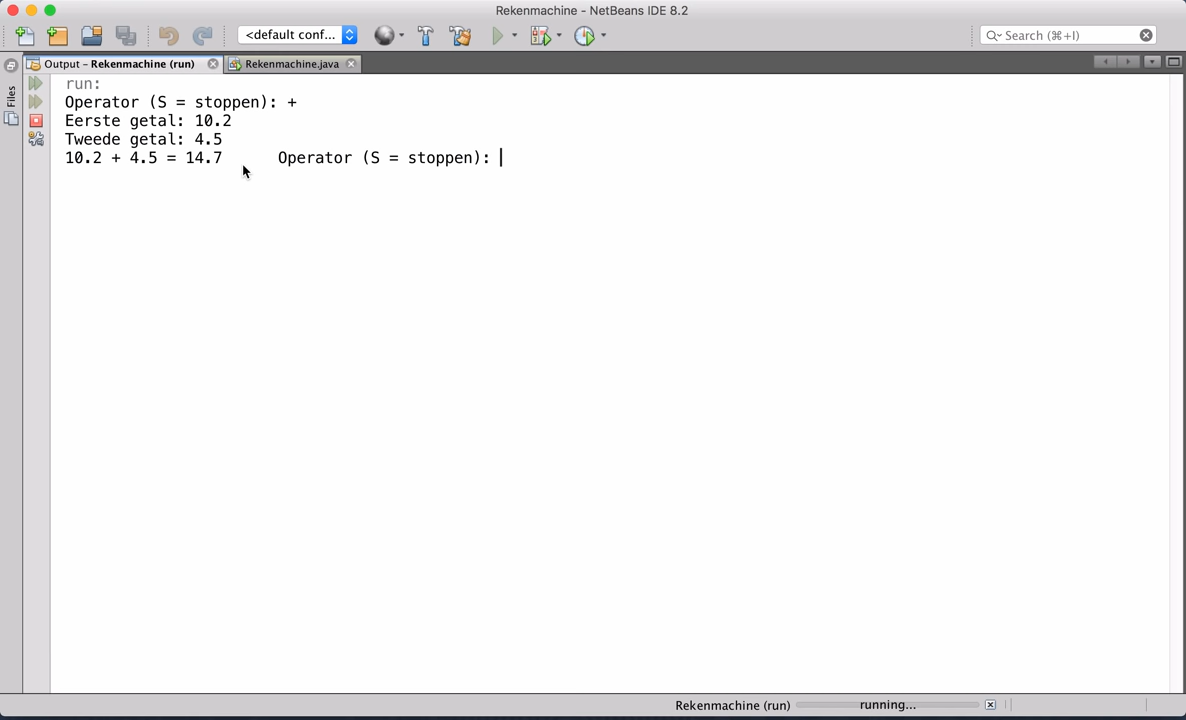 Rekenmachine - NetBeans IDE 8.2
<default conf...
Search (⌘+I)
Output - Rekenmachine (run)
Rekenmachine.java
Files
run:
Operator (S = stoppen): +
Eerste getal: 10.2
Tweede getal: 4.5
10.2 + 4.5 = 14.7 Operator (S = stoppen):
Rekenmachine (run) running...